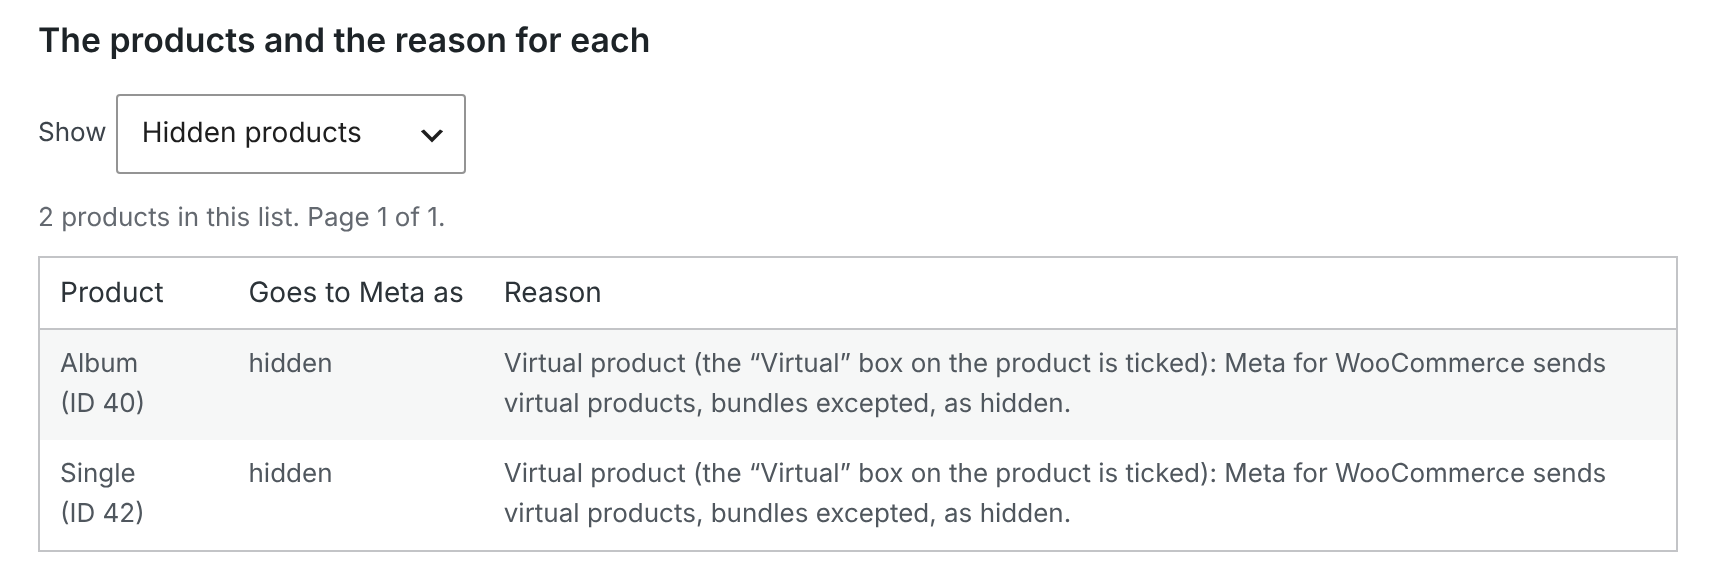 The products and the reason for each
Show Hidden products
2 products in this list. Page 1 of 1.
Product Goes to Meta as Reason
Album hidden Virtual product (the “Virtual” box on the product is ticked): Meta for WooCommerce sends
(ID 40) virtual products, bundles excepted, as hidden.
Single hidden Virtual product (the “Virtual” box on the product is ticked): Meta for WooCommerce sends
(ID 42) virtual products, bundles excepted, as hidden.